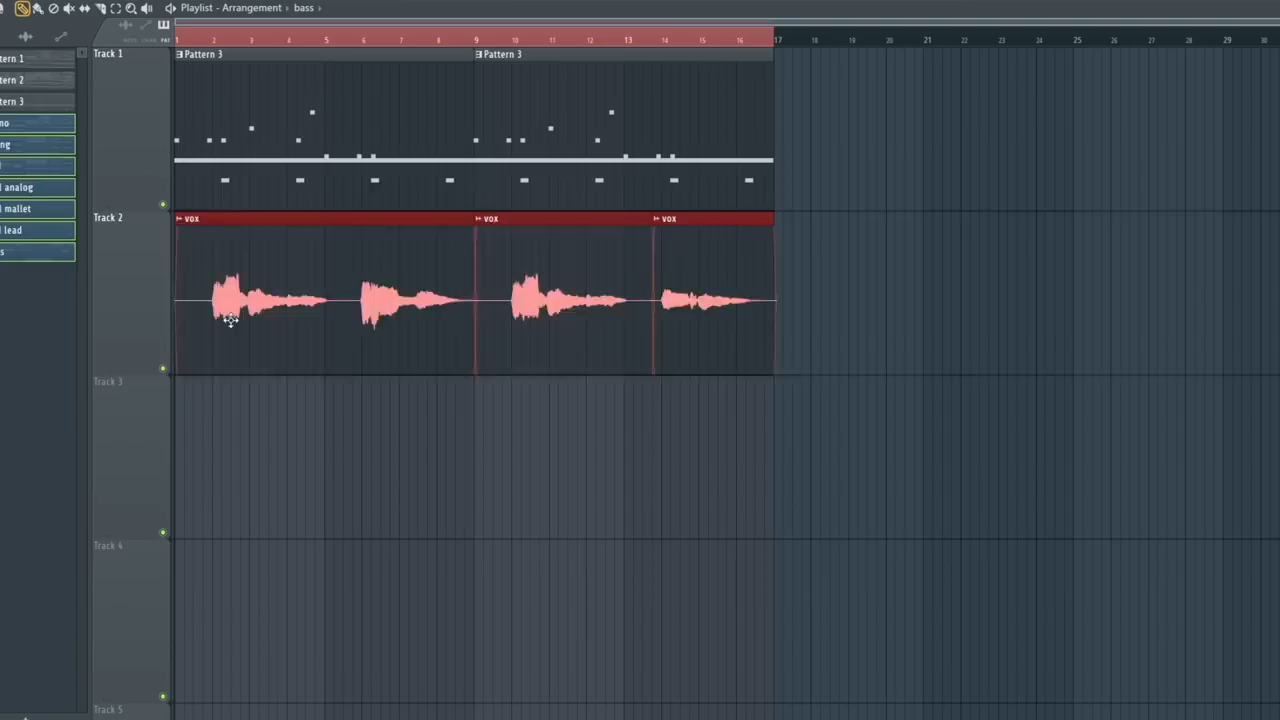 Playlist - Arrangement › bass ›
1 2 3 4 5 6 7 8 9 10 11 12 13 14 15 16 17 18 19 20 21 22 23 24 25 26 27 28 29 30
Track 1
Pattern 3 Pattern 3
ttern 1
ttern 2
ttern 3
no
ng
l analog
l mallet
l lead
s
Track 2
vox vox vox
Track 3
Track 4
Track 5